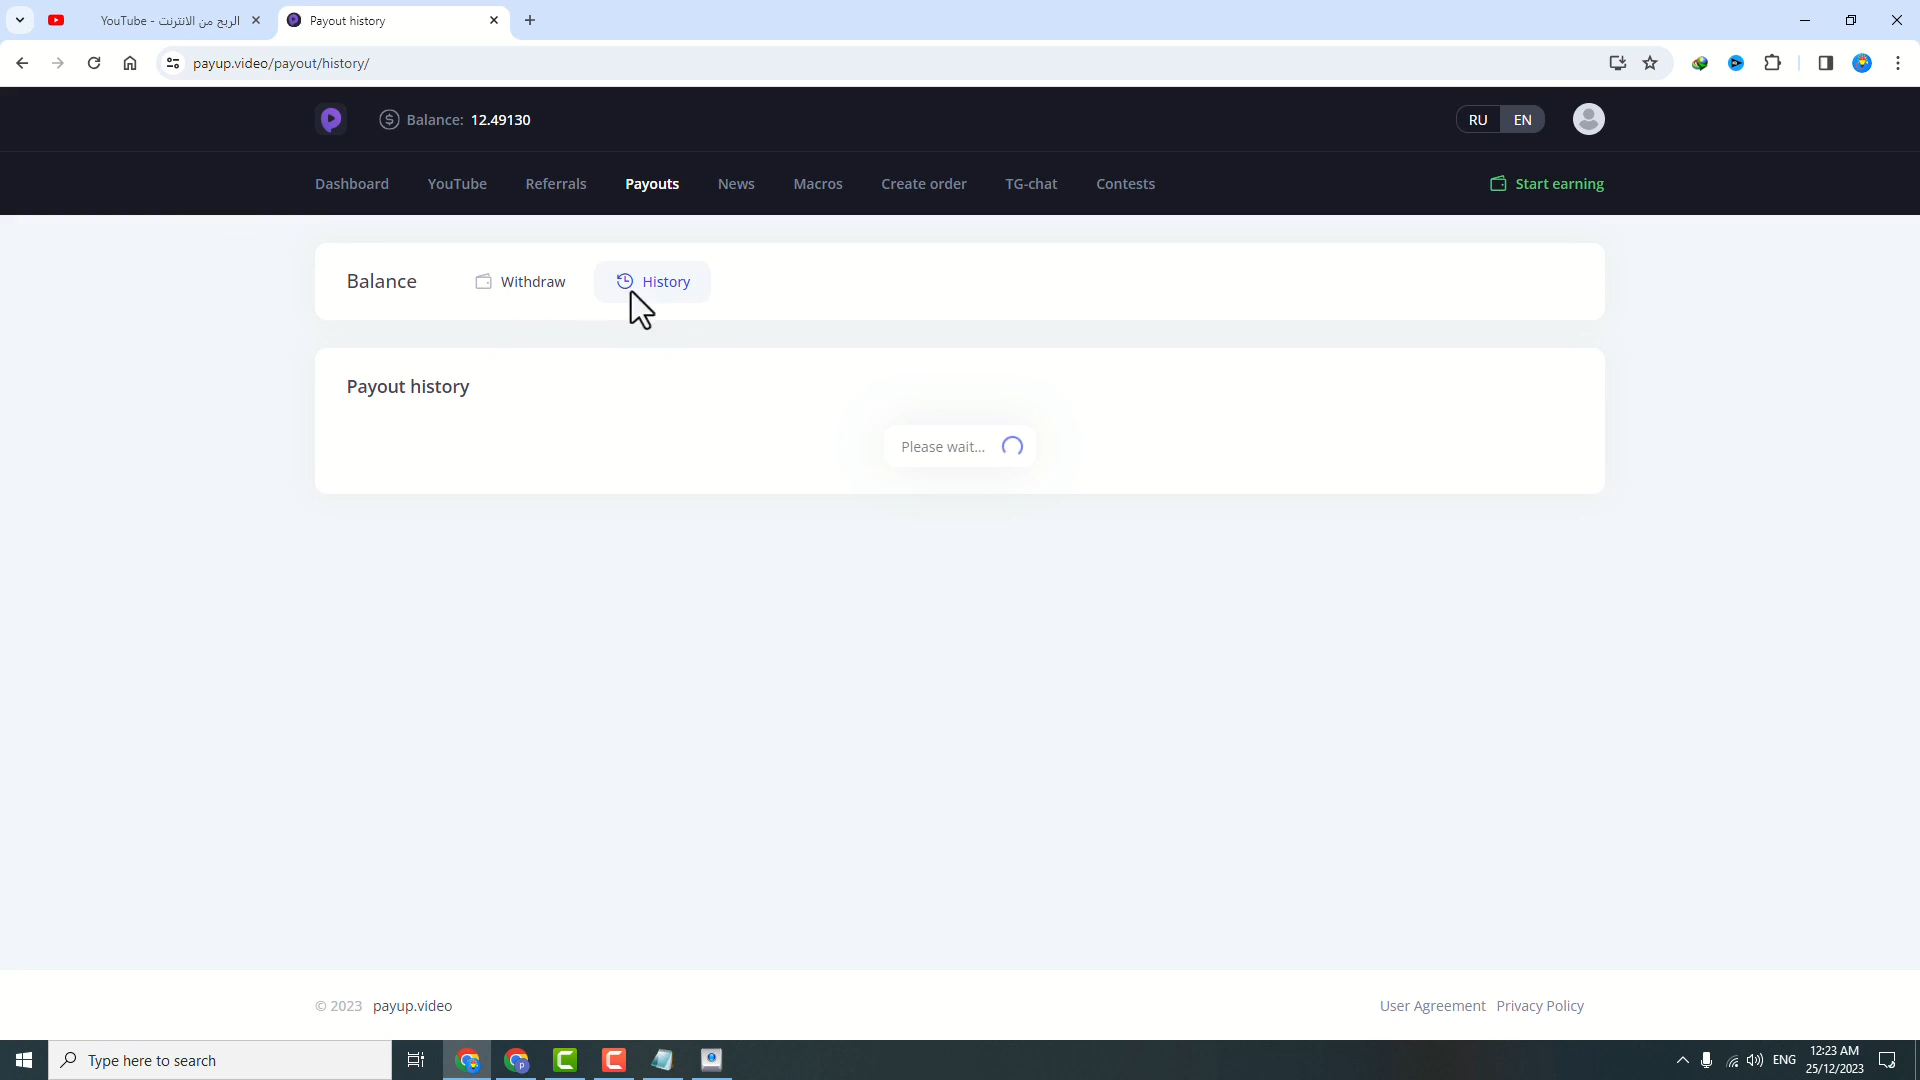 YouTube - الربح من الانترنت
Payout history
payup.video/payout/history/
Balance: 12.49130
RU EN
Dashboard YouTube Referrals Payouts News Macros Create order TG-chat Contests Start earning
Balance Withdraw History
Payout history
Please wait...
© 2023 payup.video
User Agreement Privacy Policy
Type here to search
ENG
12:23 AM
25/12/2023